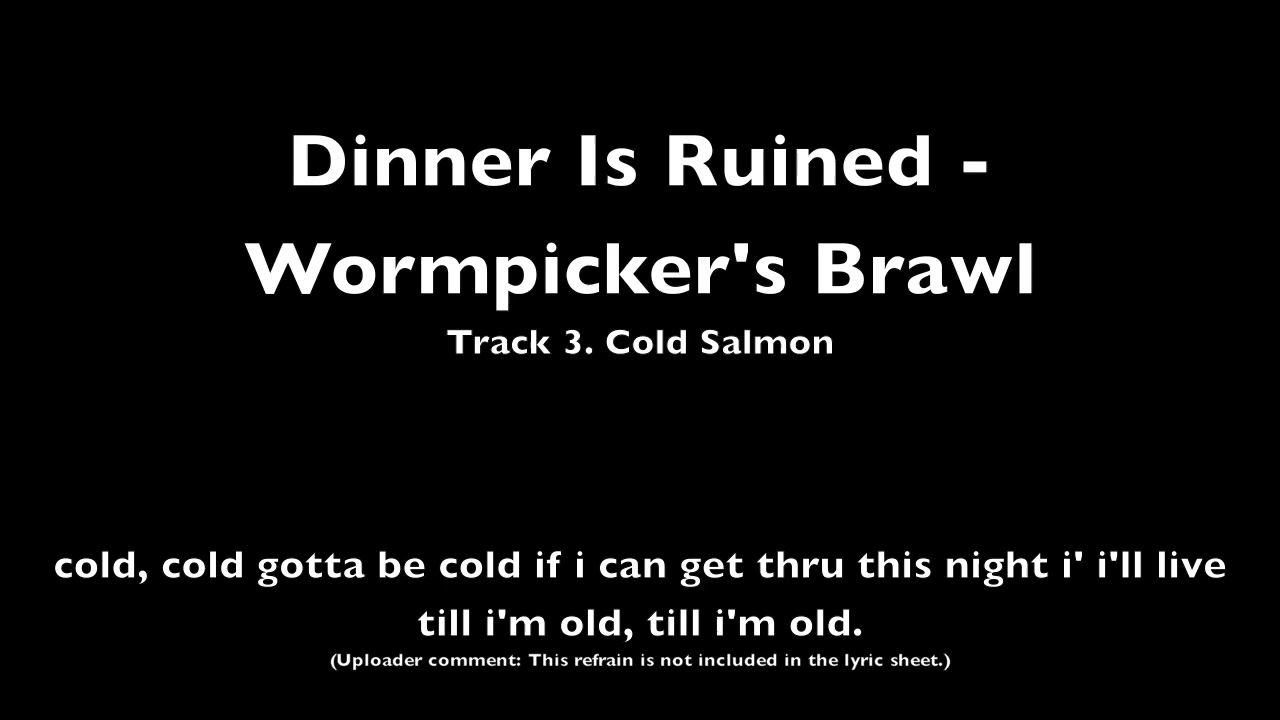 Dinner Is Ruined -
Wormpicker's Brawl
Track 3. Cold Salmon
cold, cold gotta be cold if i can get thru this night i' i'll live
till i'm old, till i'm old.
(Uploader comment: This refrain is not included in the lyric sheet.)